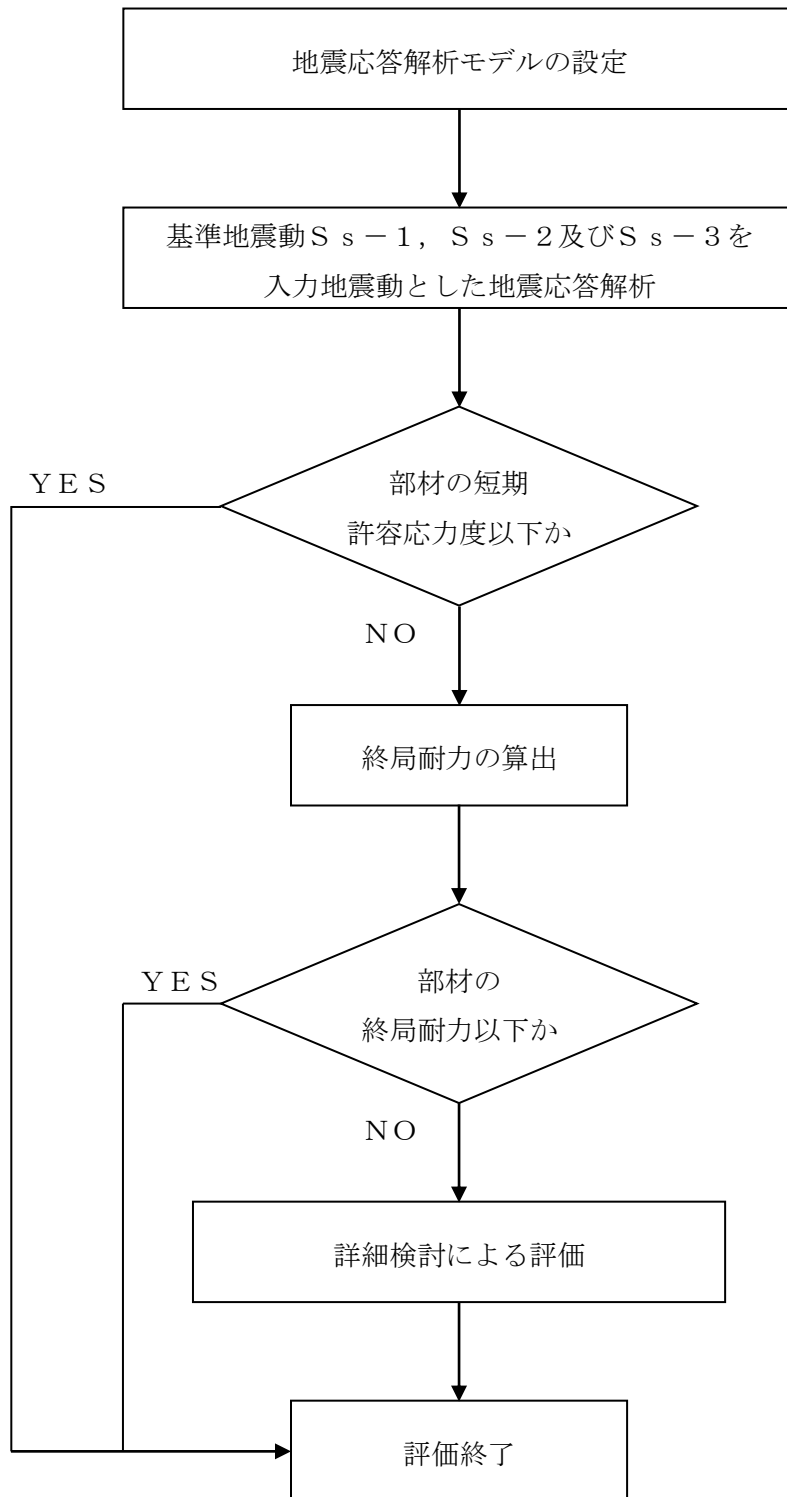 地震応答解析モデルの設定
基準地震動Ｓｓ－１，Ｓｓ－２及びＳｓ－３を
入力地震動とした地震応答解析
ＹＥＳ
部材の短期
許容応力度以下か
ＮＯ
終局耐力の算出
ＹＥＳ
部材の
終局耐力以下か
ＮＯ
詳細検討による評価
評価終了